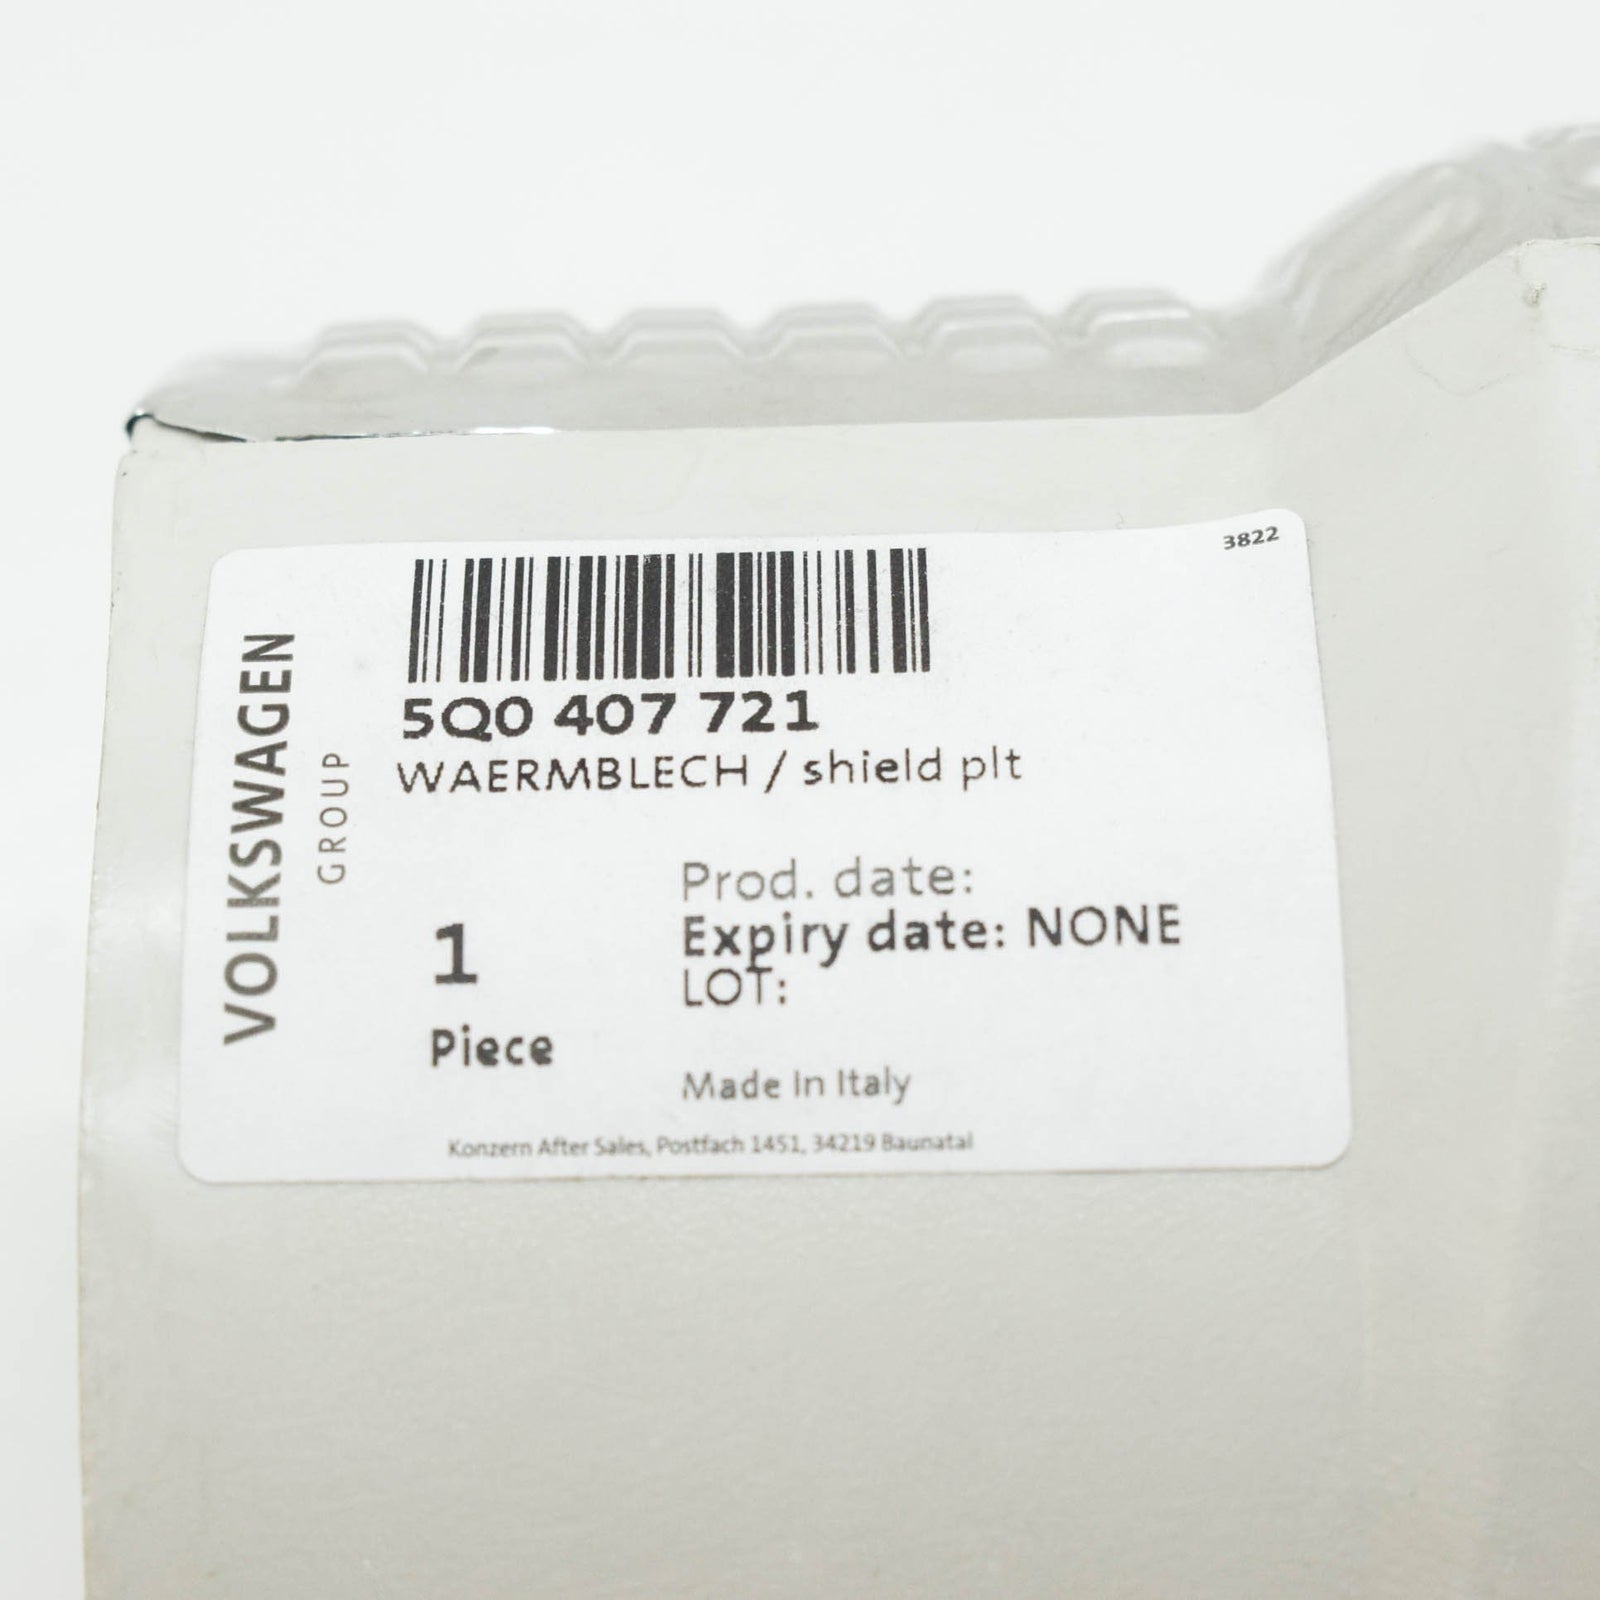 3822
VOLKSWAGEN
GROUP
5Q0 407 721
WAERMBLECH / shield plt
1
Piece
Prod. date:
Expiry date: NONE
LOT:
Made In Italy
Konzern After Sales, Postfach 1451, 34219 Baunatal